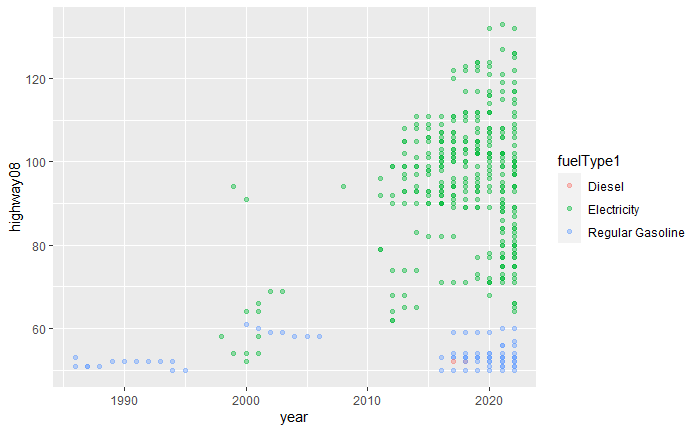 120
100
80
60
highway08
1990
2000
2010
2020
year
fuelType1
Diesel
Electricity
Regular Gasoline